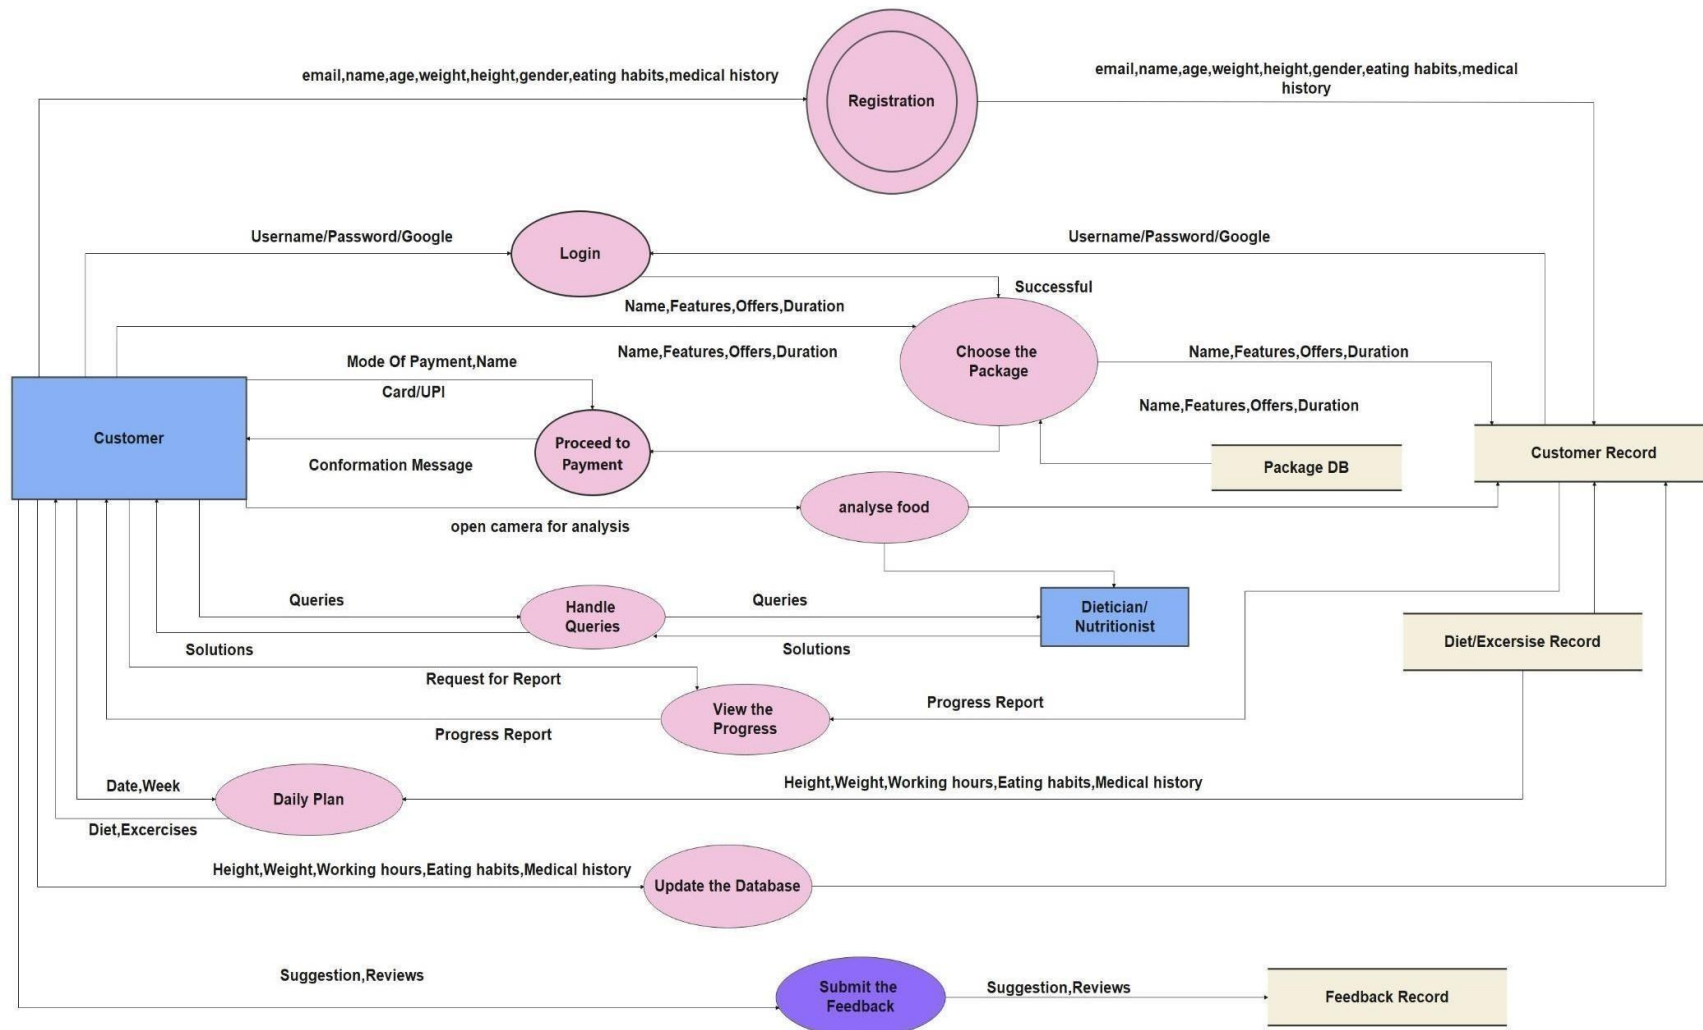 email,name,age,weight,height,gender,eating habits,medical history
email,name,age,weight,height,gender,eating habits,medical
history
Registration
Username/Password/Google
Login
Username/Password/Google
Successful
Name,Features,Offers,Duration
Name,Features,Offers,Duration
Choose the
Package
Name,Features,Offers,Duration
Mode Of Payment,Name
Card/UPI
Name,Features,Offers,Duration
Customer
Proceed to
Payment
Conformation Message
Package DB
Customer Record
analyse food
open camera for analysis
Queries
Handle
Queries
Queries
Dietician/
Nutritionist
Solutions
Solutions
Diet/Excersise Record
Request for Report
View the
Progress
Progress Report
Progress Report
Date,Week
Daily Plan
Height,Weight,Working hours,Eating habits,Medical history
Diet,Excercises
Height,Weight,Working hours,Eating habits,Medical history
Update the Database
Suggestion,Reviews
Submit the
Feedback
Suggestion,Reviews
Feedback Record